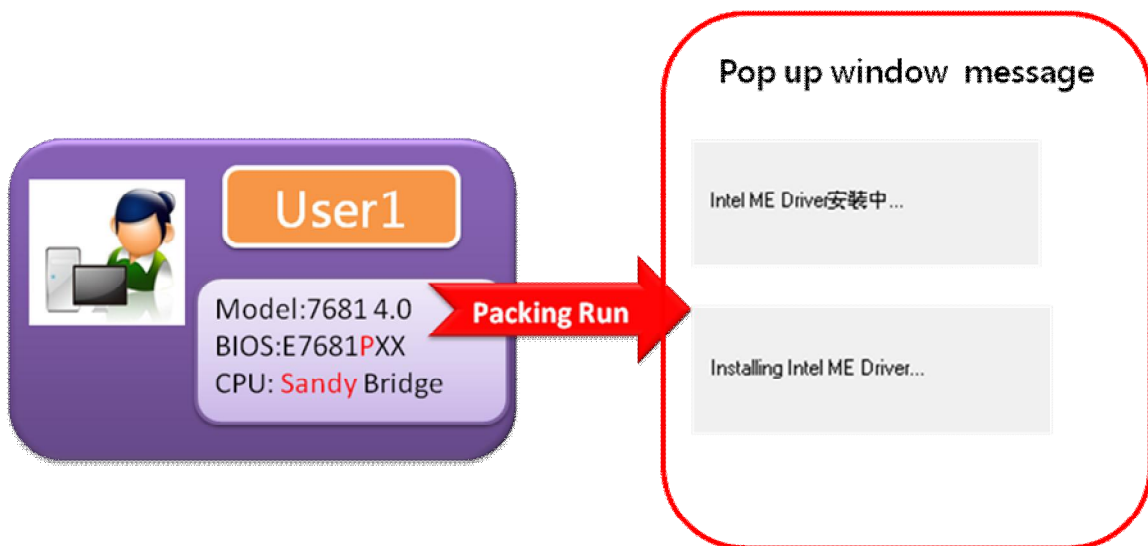 User1
Model:7681 4.0
BIOS:E7681PXX
CPU: Sandy Bridge
Packing Run
Pop up window message
Intel ME Driver安裝中...
Installing Intel ME Driver...